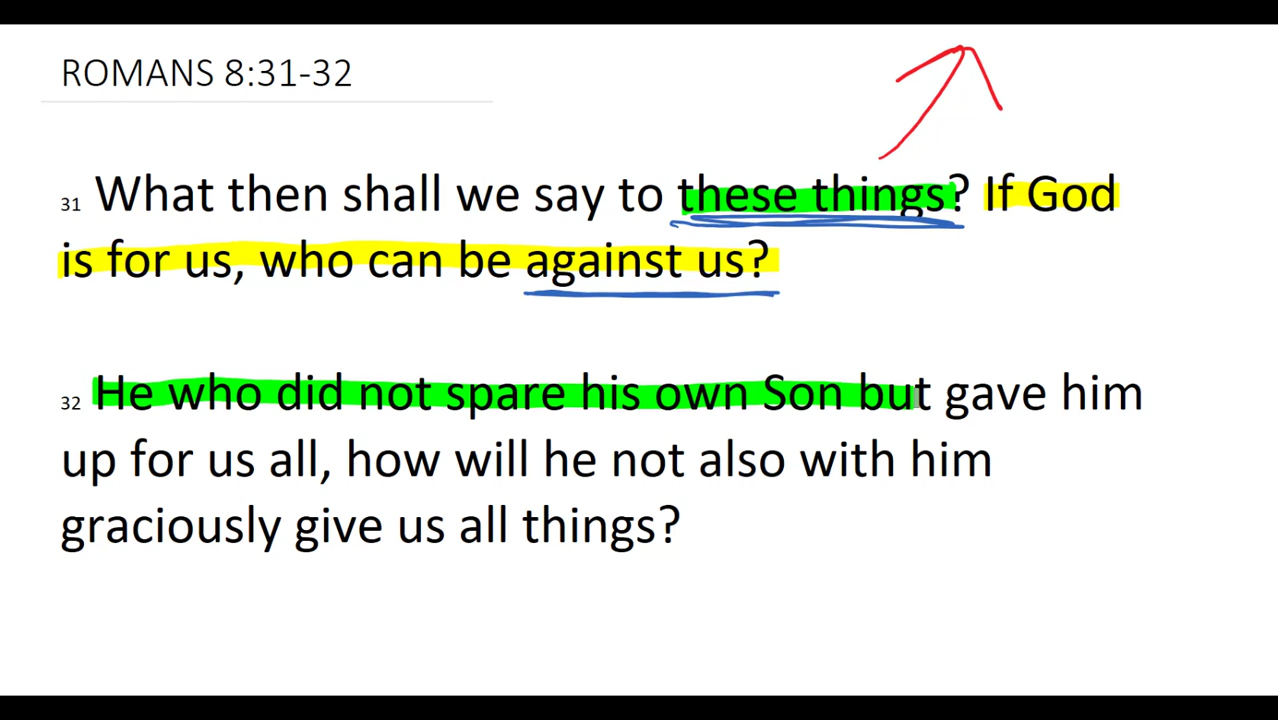 ROMANS 8:31-32
31 What then shall we say to these things? If God
is for us, who can be against us?
32 He who did not spare his own Son but gave him
up for us all, how will he not also with him
graciously give us all things?